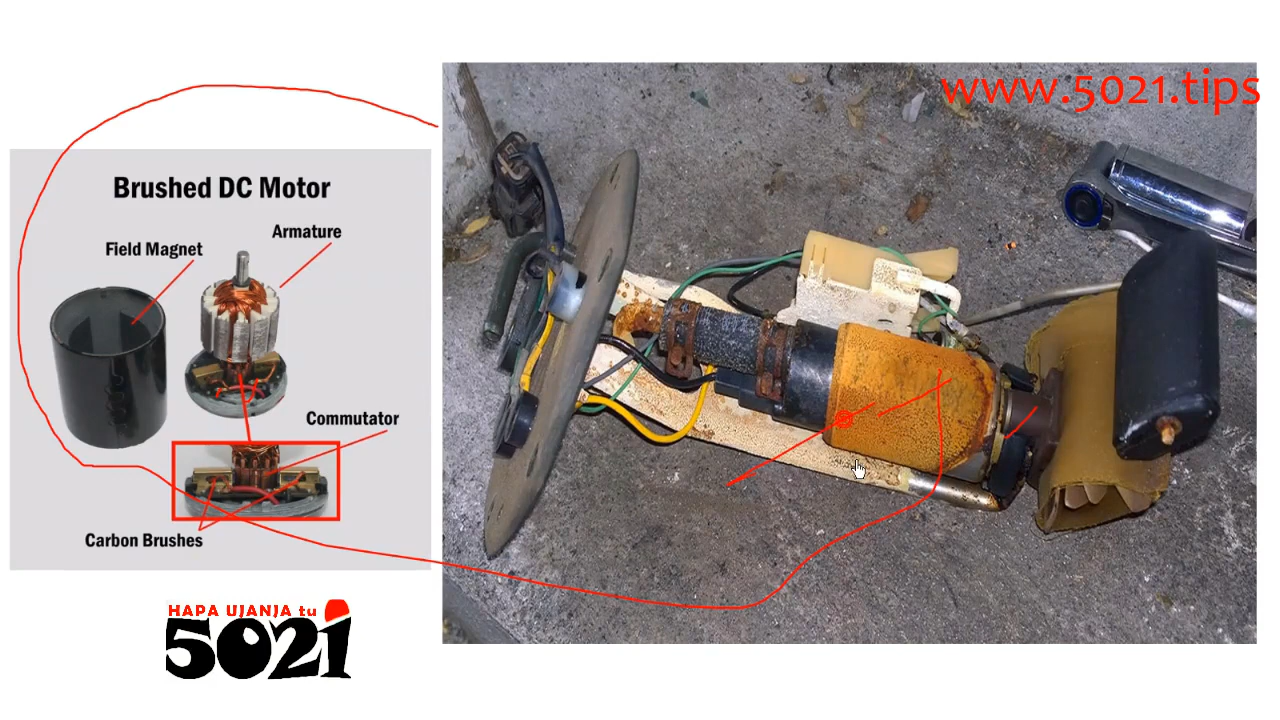 www.5021.tips
Brushed DC Motor
Armature
Field Magnet
Commutator
Carbon Brushes
HAPA UJANJA tu
5021